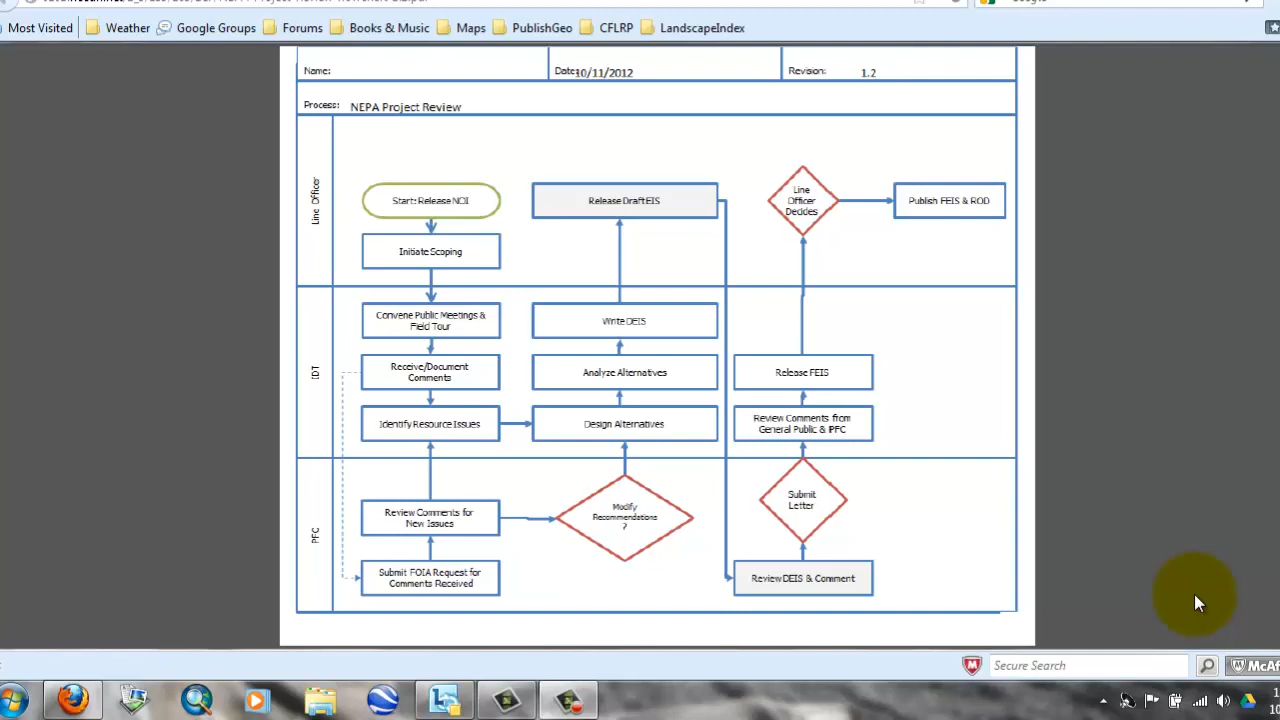 Most Visited
Weather
Google Groups
Forums
Books & Music
Maps
PublishGeo
CFLRP
LandscapeIndex
Name:
Date:10/11/2012
Revision: 1.2
Process: NEPA Project Review
Line Officer
Start: Release NOI
Release Draft EIS
Line
Officer
Decides
Publish FEIS & ROD
Initiate Scoping
IDT
Convene Public Meetings &
Field Tour
Write DEIS
Receive/Document
Comments
Analyze Alternatives
Release FEIS
Identify Resource Issues
Design Alternatives
Review Comments from
General Public & PFC
PFC
Review Comments for
New Issues
Modify
Recommendations
?
Submit
Letter
Submit FOIA Request for
Comments Received
Review DEIS & Comment
Secure Search
McAf